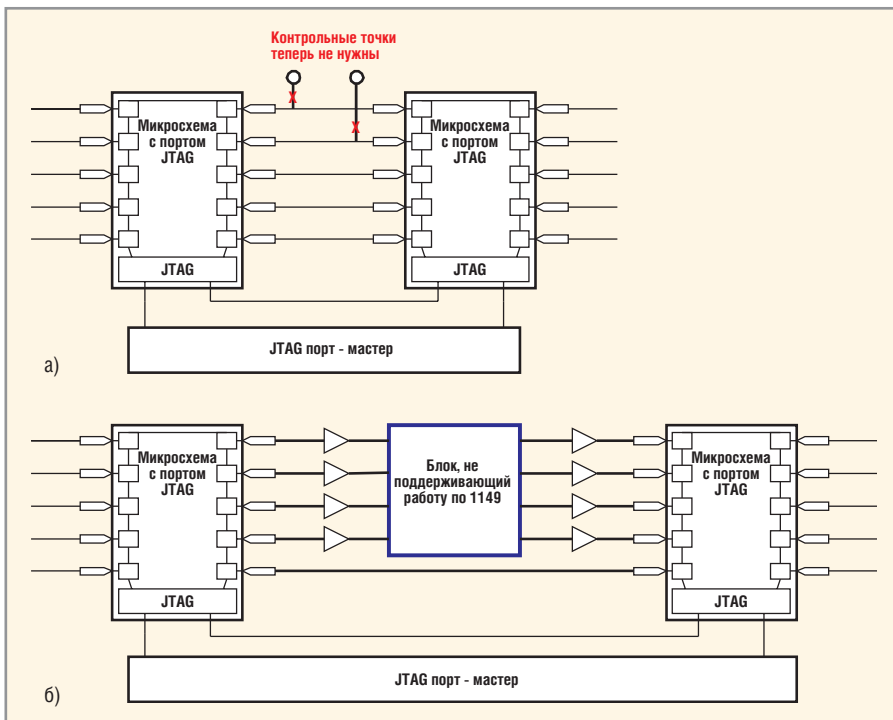 Контрольные точки
теперь не нужны
Микросхема
с портом
JTAG
Микросхема
с портом
JTAG
JTAG
JTAG
JTAG порт - мастер
а)
Микросхема
с портом
JTAG
Блок, не
поддерживающий
работу по 1149
Микросхема
с портом
JTAG
JTAG
JTAG
JTAG порт - мастер
б)